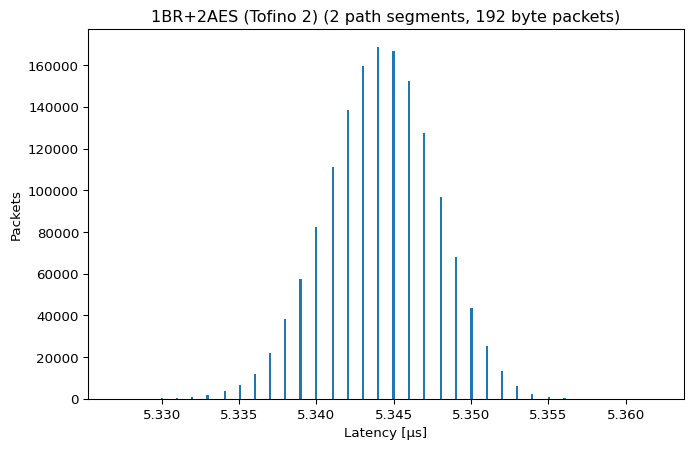 1BR+2AES (Tofino 2) (2 path segments, 192 byte packets)
160000
140000
120000
100000
80000
60000
40000
20000
0
Packets
5.330 5.335 5.340 5.345 5.350 5.355 5.360
Latency [µs]